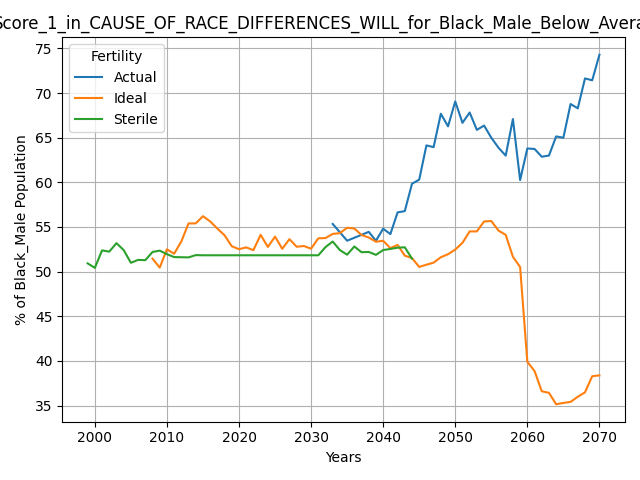 Score_1_in_CAUSE_OF_RACE_DIFFERENCES_WILL_for_Black_Male_Below_Avera
Fertility
Actual
Ideal
Sterile
% of Black_Male Population
75
70
65
60
55
50
45
40
35
2000 2010 2020 2030 2040 2050 2060 2070
Years